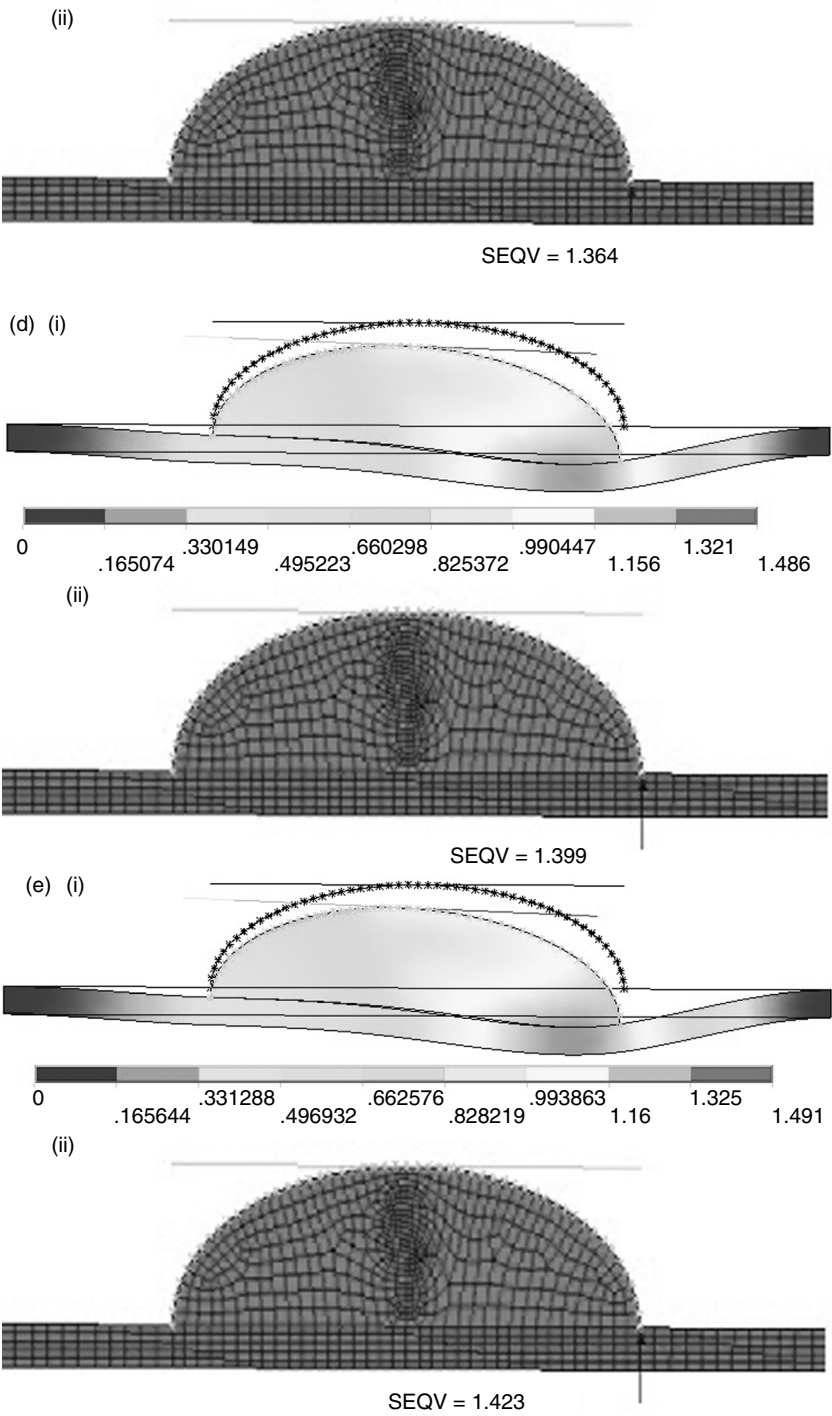 (ii)
SEQV = 1.364
(d) (i)
0 .165074 .330149 .495223 .660298 .825372 .990447 1.156 1.321 1.486
(ii)
SEQV = 1.399
(e) (i)
0 .165644 .331288 .496932 .662576 .828219 .993863 1.16 1.325 1.491
(ii)
SEQV = 1.423